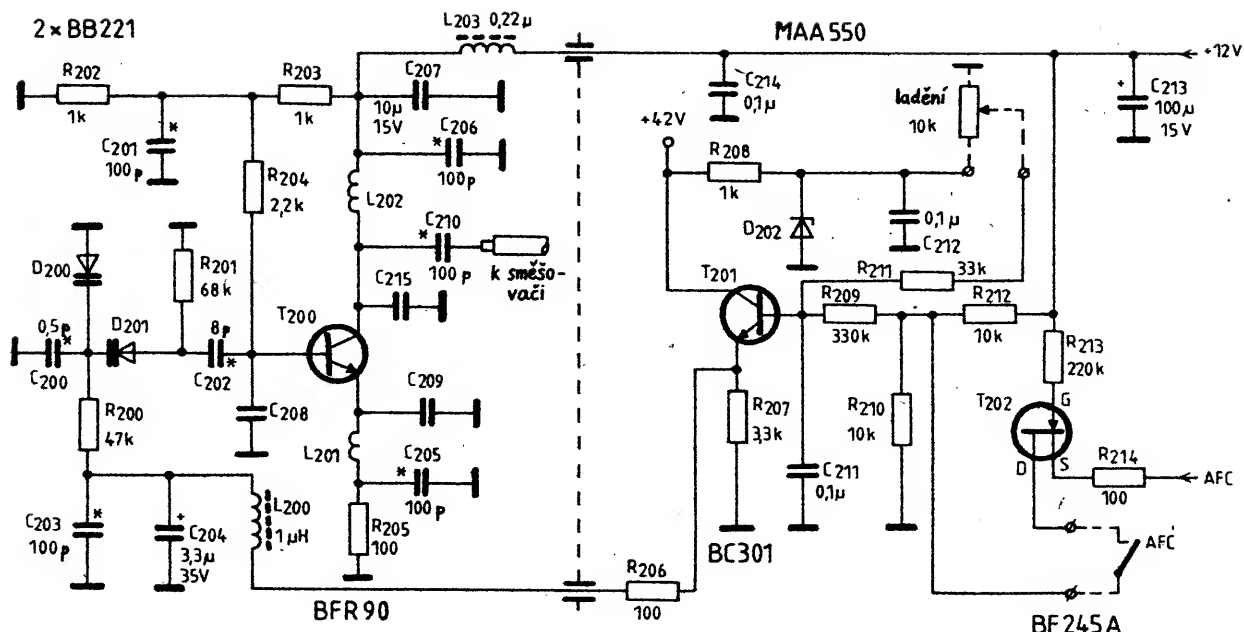 2×BB221
L203 0,22µ
MAA550
R202
1k
R203
1k
C207
10µ
15V
C201
100p
*
R204
2,2k
C206
*
100p
L202
C210
*
100p
k směšo-
vači
C215
D200
R201
68k
0,5p
*
C200
D201
8p
*
C202
T200
C209
C208
R200
47k
L201
C205
*
100p
C203
*
100p
+
C204
3,3µ
35V
L200
1µH
R205
100
BFR90
C214
0,1µ
+42V
R208
1k
D202
0,1µ
C212
ladění
10k
+12V
+
C213
100µ
15V
R211
33k
T201
R209
330k
R212
10k
R213
220k
R207
3,3k
R210
10k
T202
G
D
S
R214
100
AFC
C211
0,1µ
BC301
R206
100
AFC
BF245A